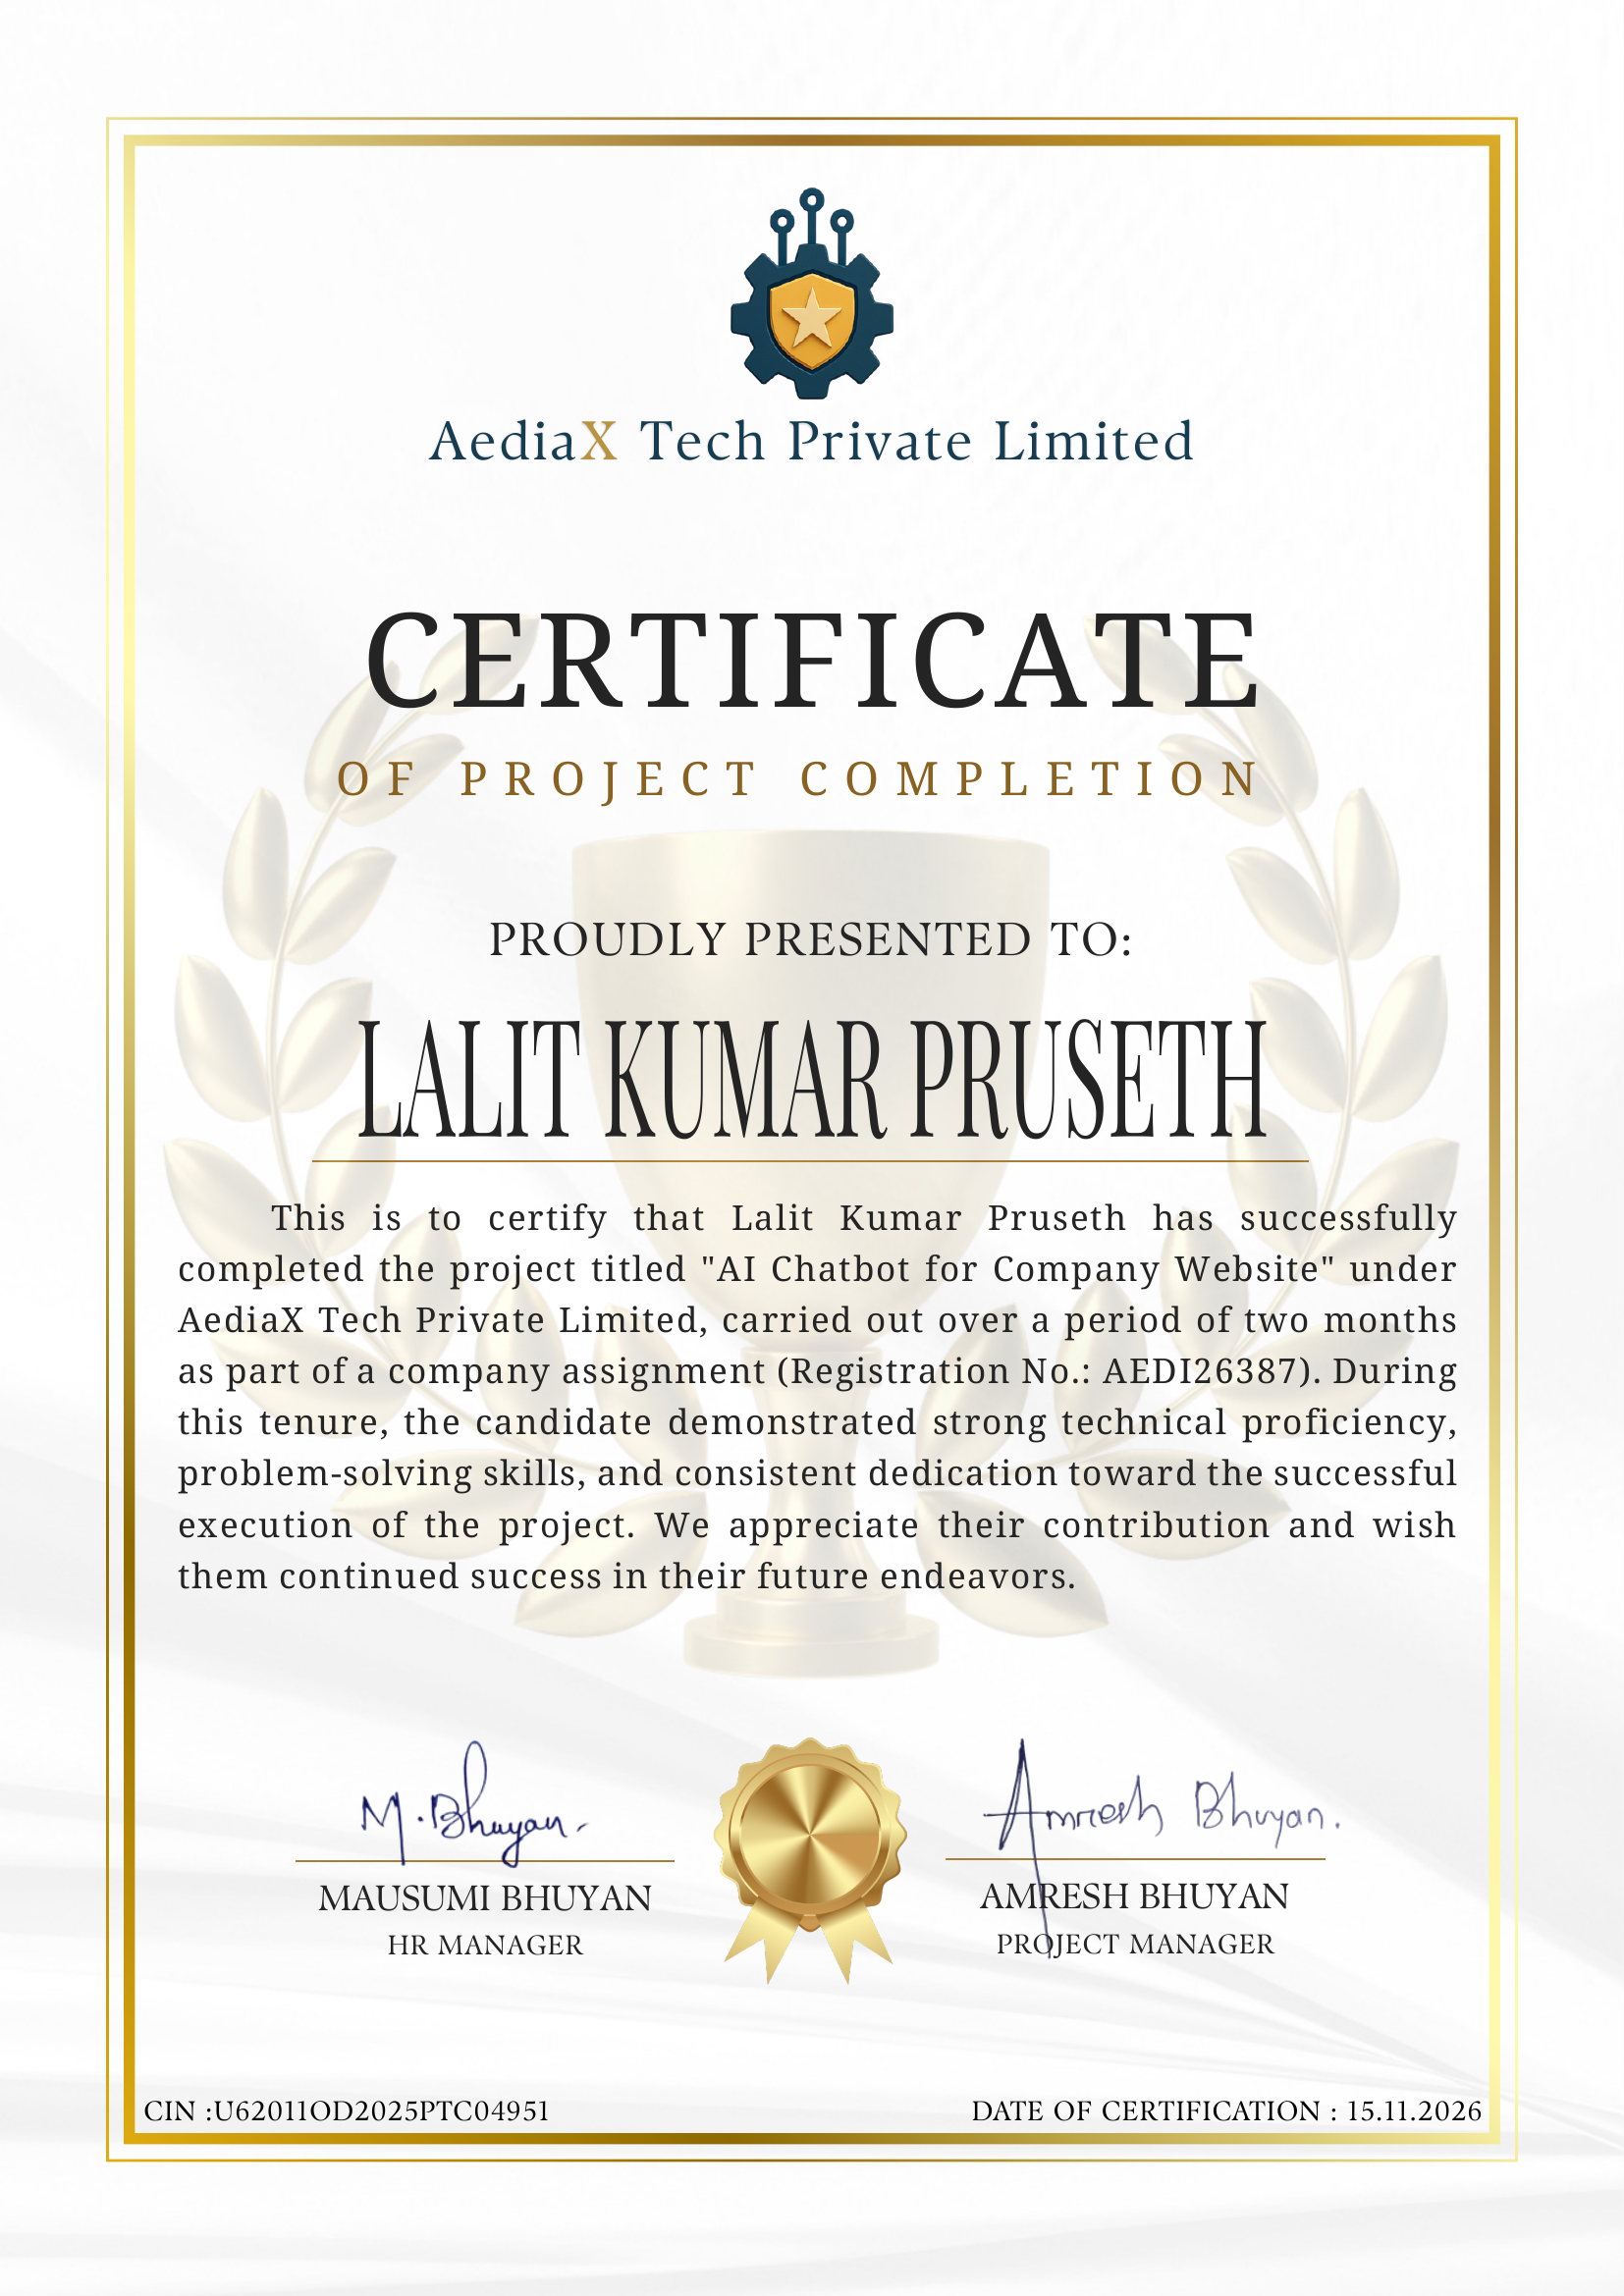 AediaX Tech Private Limited
CERTIFICATE
OF PROJECT COMPLETION
PROUDLY PRESENTED TO:
LALIT KUMAR PRUSETH
This is to certify that Lalit Kumar Pruseth has successfully
completed the project titled "AI Chatbot for Company Website" under
AediaX Tech Private Limited, carried out over a period of two months
as part of a company assignment (Registration No.: AEDI26387). During
this tenure, the candidate demonstrated strong technical proficiency,
problem-solving skills, and consistent dedication toward the successful
execution of the project. We appreciate their contribution and wish
them continued success in their future endeavors.
M. Bhuyan.
Amresh Bhuyan.
MAUSUMI BHUYAN
HR MANAGER
AMRESH BHUYAN
PROJECT MANAGER
CIN :U62011OD2025PTC04951
DATE OF CERTIFICATION : 15.11.2026